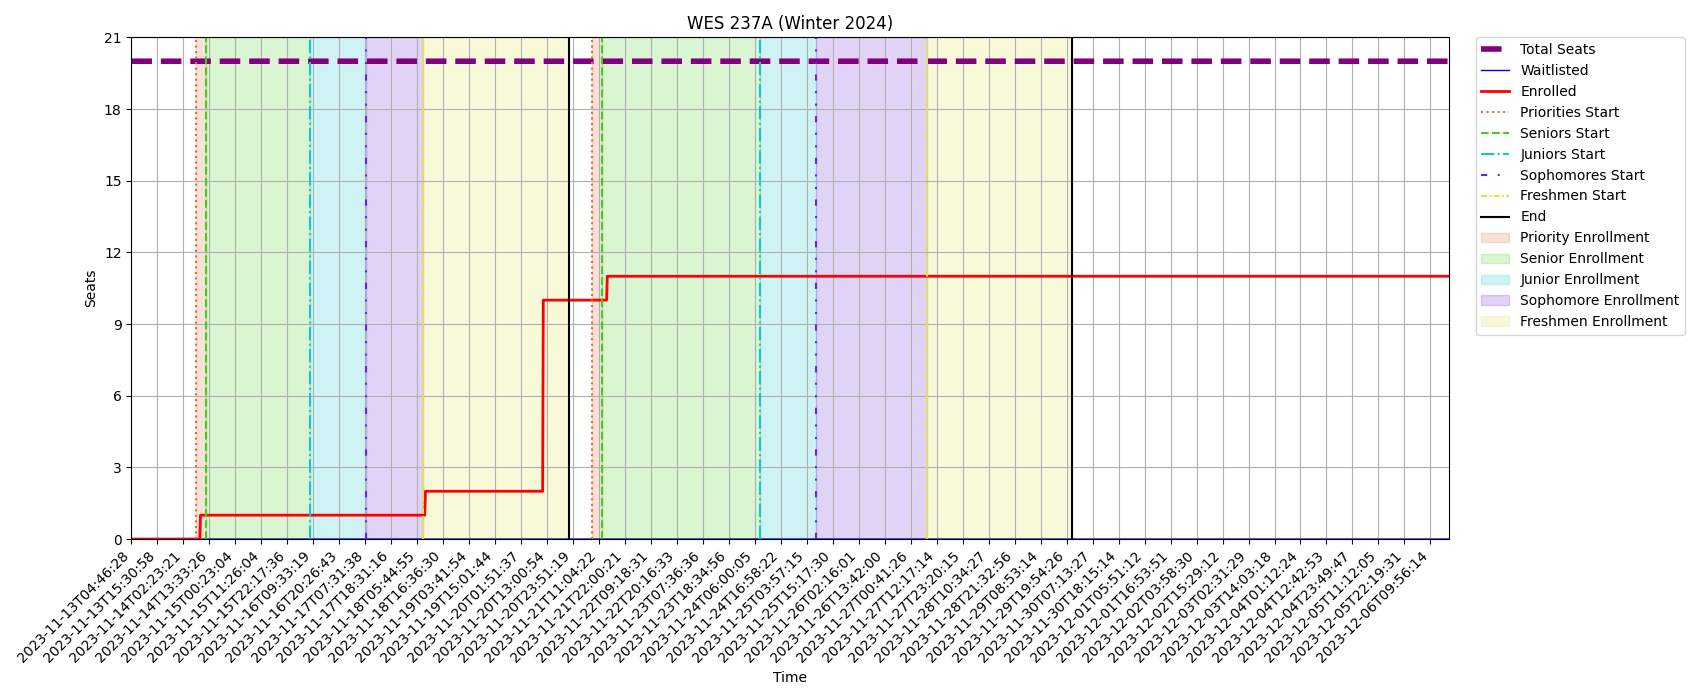 WES 237A (Winter 2024)
21
18
15
12
9
6
3
0
Seats
2023-11-13T04:46:28
2023-11-13T15:30:58
2023-11-14T02:23:21
2023-11-14T13:33:26
2023-11-15T00:23:04
2023-11-15T11:26:04
2023-11-15T22:17:36
2023-11-16T09:33:19
2023-11-16T20:26:43
2023-11-17T07:31:38
2023-11-17T18:31:16
2023-11-18T05:44:55
2023-11-18T16:36:30
2023-11-19T03:41:54
2023-11-19T15:01:44
2023-11-20T01:51:37
2023-11-20T13:00:54
2023-11-20T23:51:19
2023-11-21T11:04:22
2023-11-21T22:00:21
2023-11-22T09:18:31
2023-11-22T20:16:33
2023-11-23T07:36:36
2023-11-23T18:34:56
2023-11-24T06:00:05
2023-11-24T16:58:22
2023-11-25T03:57:15
2023-11-25T15:17:30
2023-11-26T02:16:01
2023-11-26T13:42:00
2023-11-27T00:41:26
2023-11-27T12:17:14
2023-11-27T23:20:15
2023-11-28T10:34:27
2023-11-28T21:32:56
2023-11-29T08:53:14
2023-11-29T19:54:26
2023-11-30T07:13:27
2023-11-30T18:15:14
2023-12-01T05:51:12
2023-12-01T16:53:51
2023-12-02T03:58:30
2023-12-02T15:29:12
2023-12-03T02:31:29
2023-12-03T14:03:18
2023-12-04T01:12:24
2023-12-04T12:42:53
2023-12-04T23:49:47
2023-12-05T11:12:05
2023-12-05T22:19:31
2023-12-06T09:56:14
Time
Total Seats
Waitlisted
Enrolled
Priorities Start
Seniors Start
Juniors Start
Sophomores Start
Freshmen Start
End
Priority Enrollment
Senior Enrollment
Junior Enrollment
Sophomore Enrollment
Freshmen Enrollment